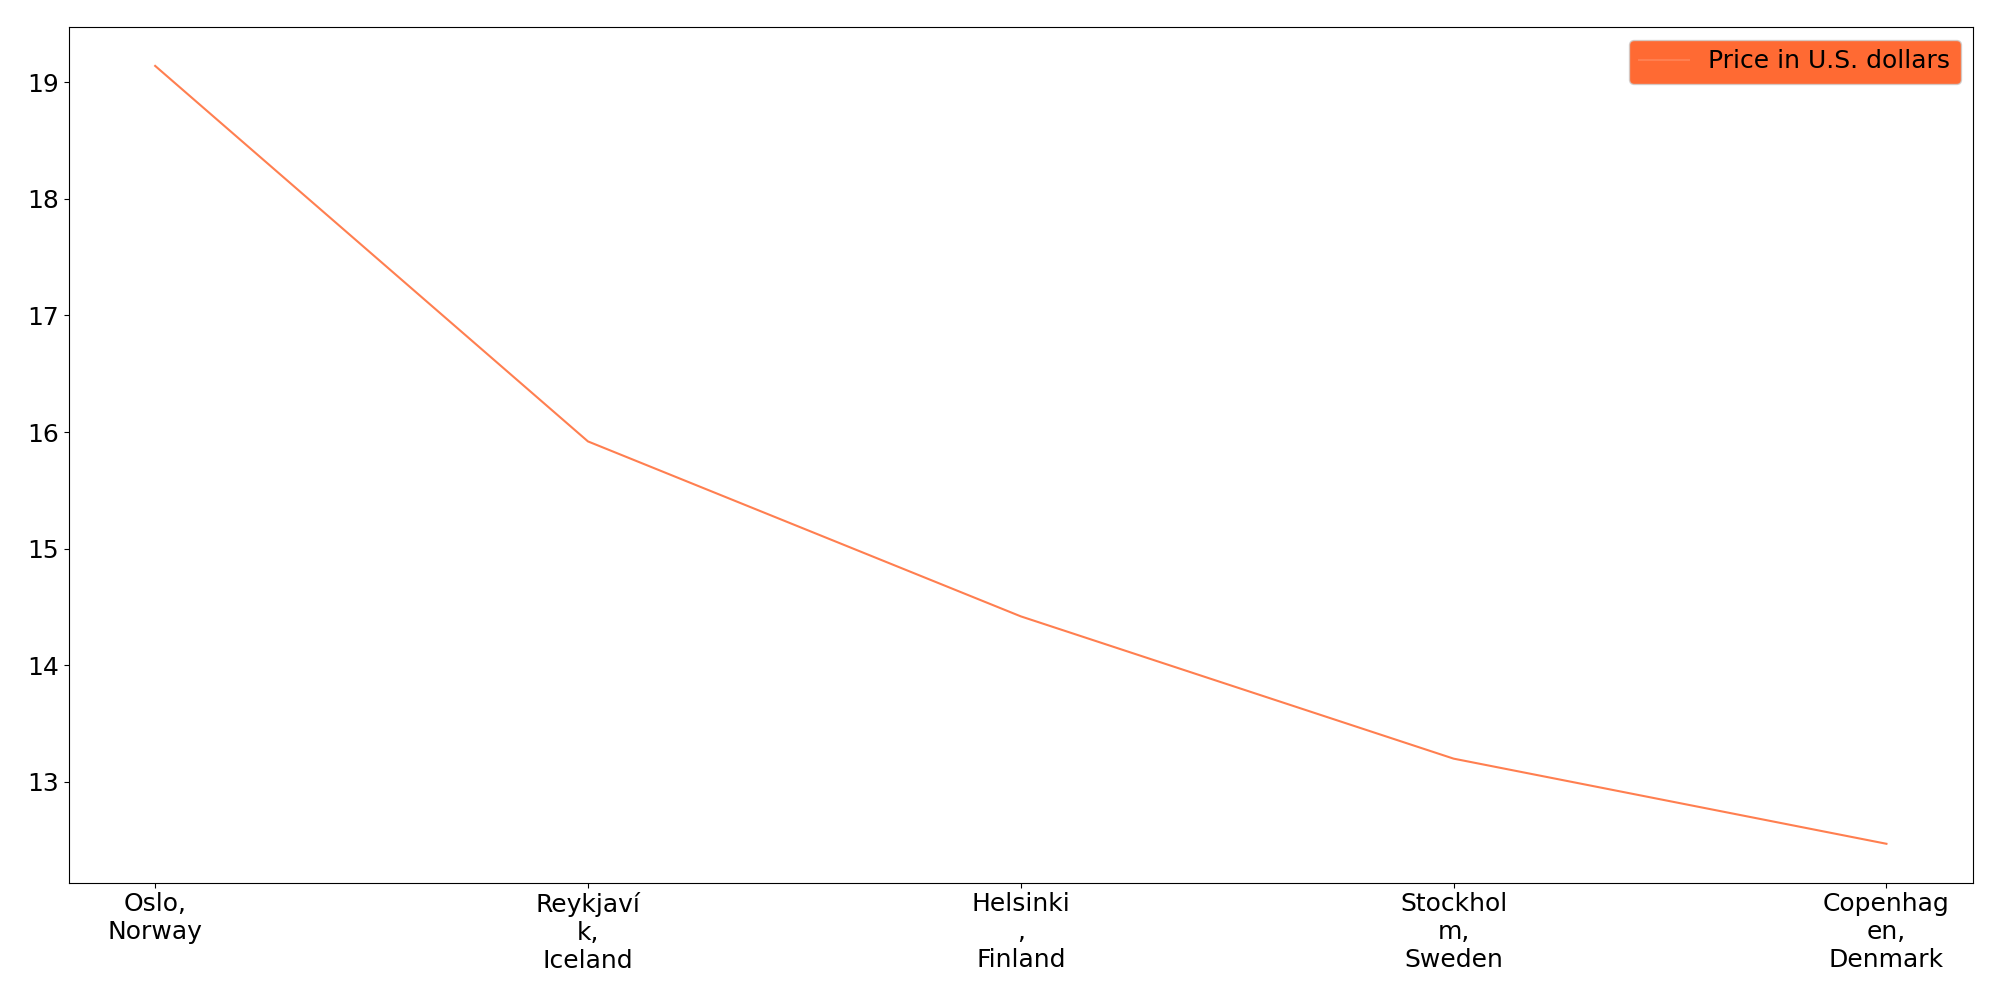 Price in U.S. dollars
19
18
17
16
15
14
13
Oslo,
Norway
Reykjaví
k,
Iceland
Helsinki
,
Finland
Stockhol
m,
Sweden
Copenhag
en,
Denmark